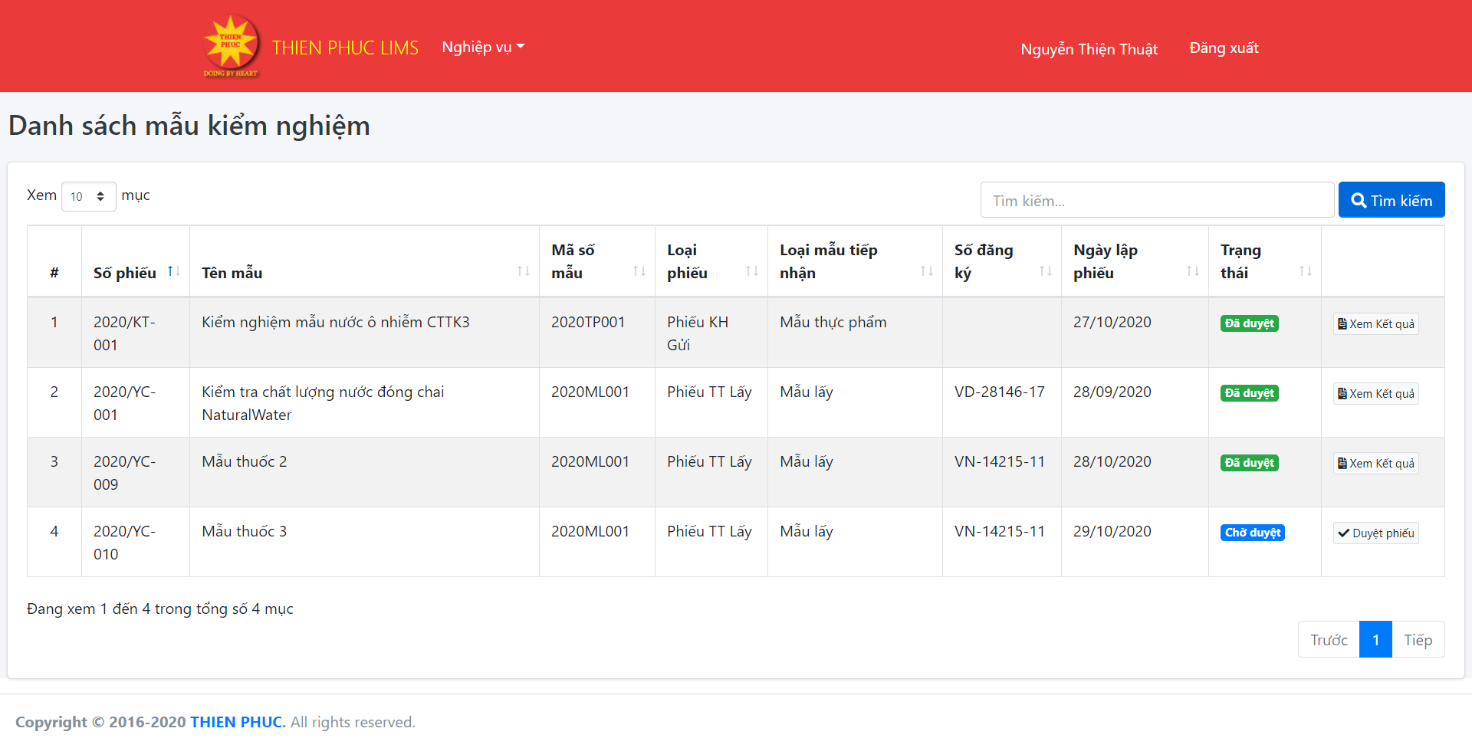 THIEN PHUC
DOING BY HEART
THIEN PHUC LIMS
Nghiệp vụ
Nguyễn Thiện Thuật
Đăng xuất
Danh sách mẫu kiểm nghiệm
Xem 10 mục
Tìm kiếm...
Tìm kiếm
# Số phiếu Tên mẫu Mã số mẫu Loại phiếu Loại mẫu tiếp nhận Số đăng ký Ngày lập phiếu Trạng thái
1 2020/KT-001 Kiểm nghiệm mẫu nước ô nhiễm CTTK3 2020TP001 Phiếu KH Gửi Mẫu thực phẩm 27/10/2020 Đã duyệt Xem Kết quả
2 2020/YC-001 Kiểm tra chất lượng nước đóng chai NaturalWater 2020ML001 Phiếu TT Lấy Mẫu lấy VD-28146-17 28/09/2020 Đã duyệt Xem Kết quả
3 2020/YC-009 Mẫu thuốc 2 2020ML001 Phiếu TT Lấy Mẫu lấy VN-14215-11 28/10/2020 Đã duyệt Xem Kết quả
4 2020/YC-010 Mẫu thuốc 3 2020ML001 Phiếu TT Lấy Mẫu lấy VN-14215-11 29/10/2020 Chờ duyệt Duyệt phiếu
Đang xem 1 đến 4 trong tổng số 4 mục
Trước 1 Tiếp
Copyright © 2016-2020 THIEN PHUC. All rights reserved.